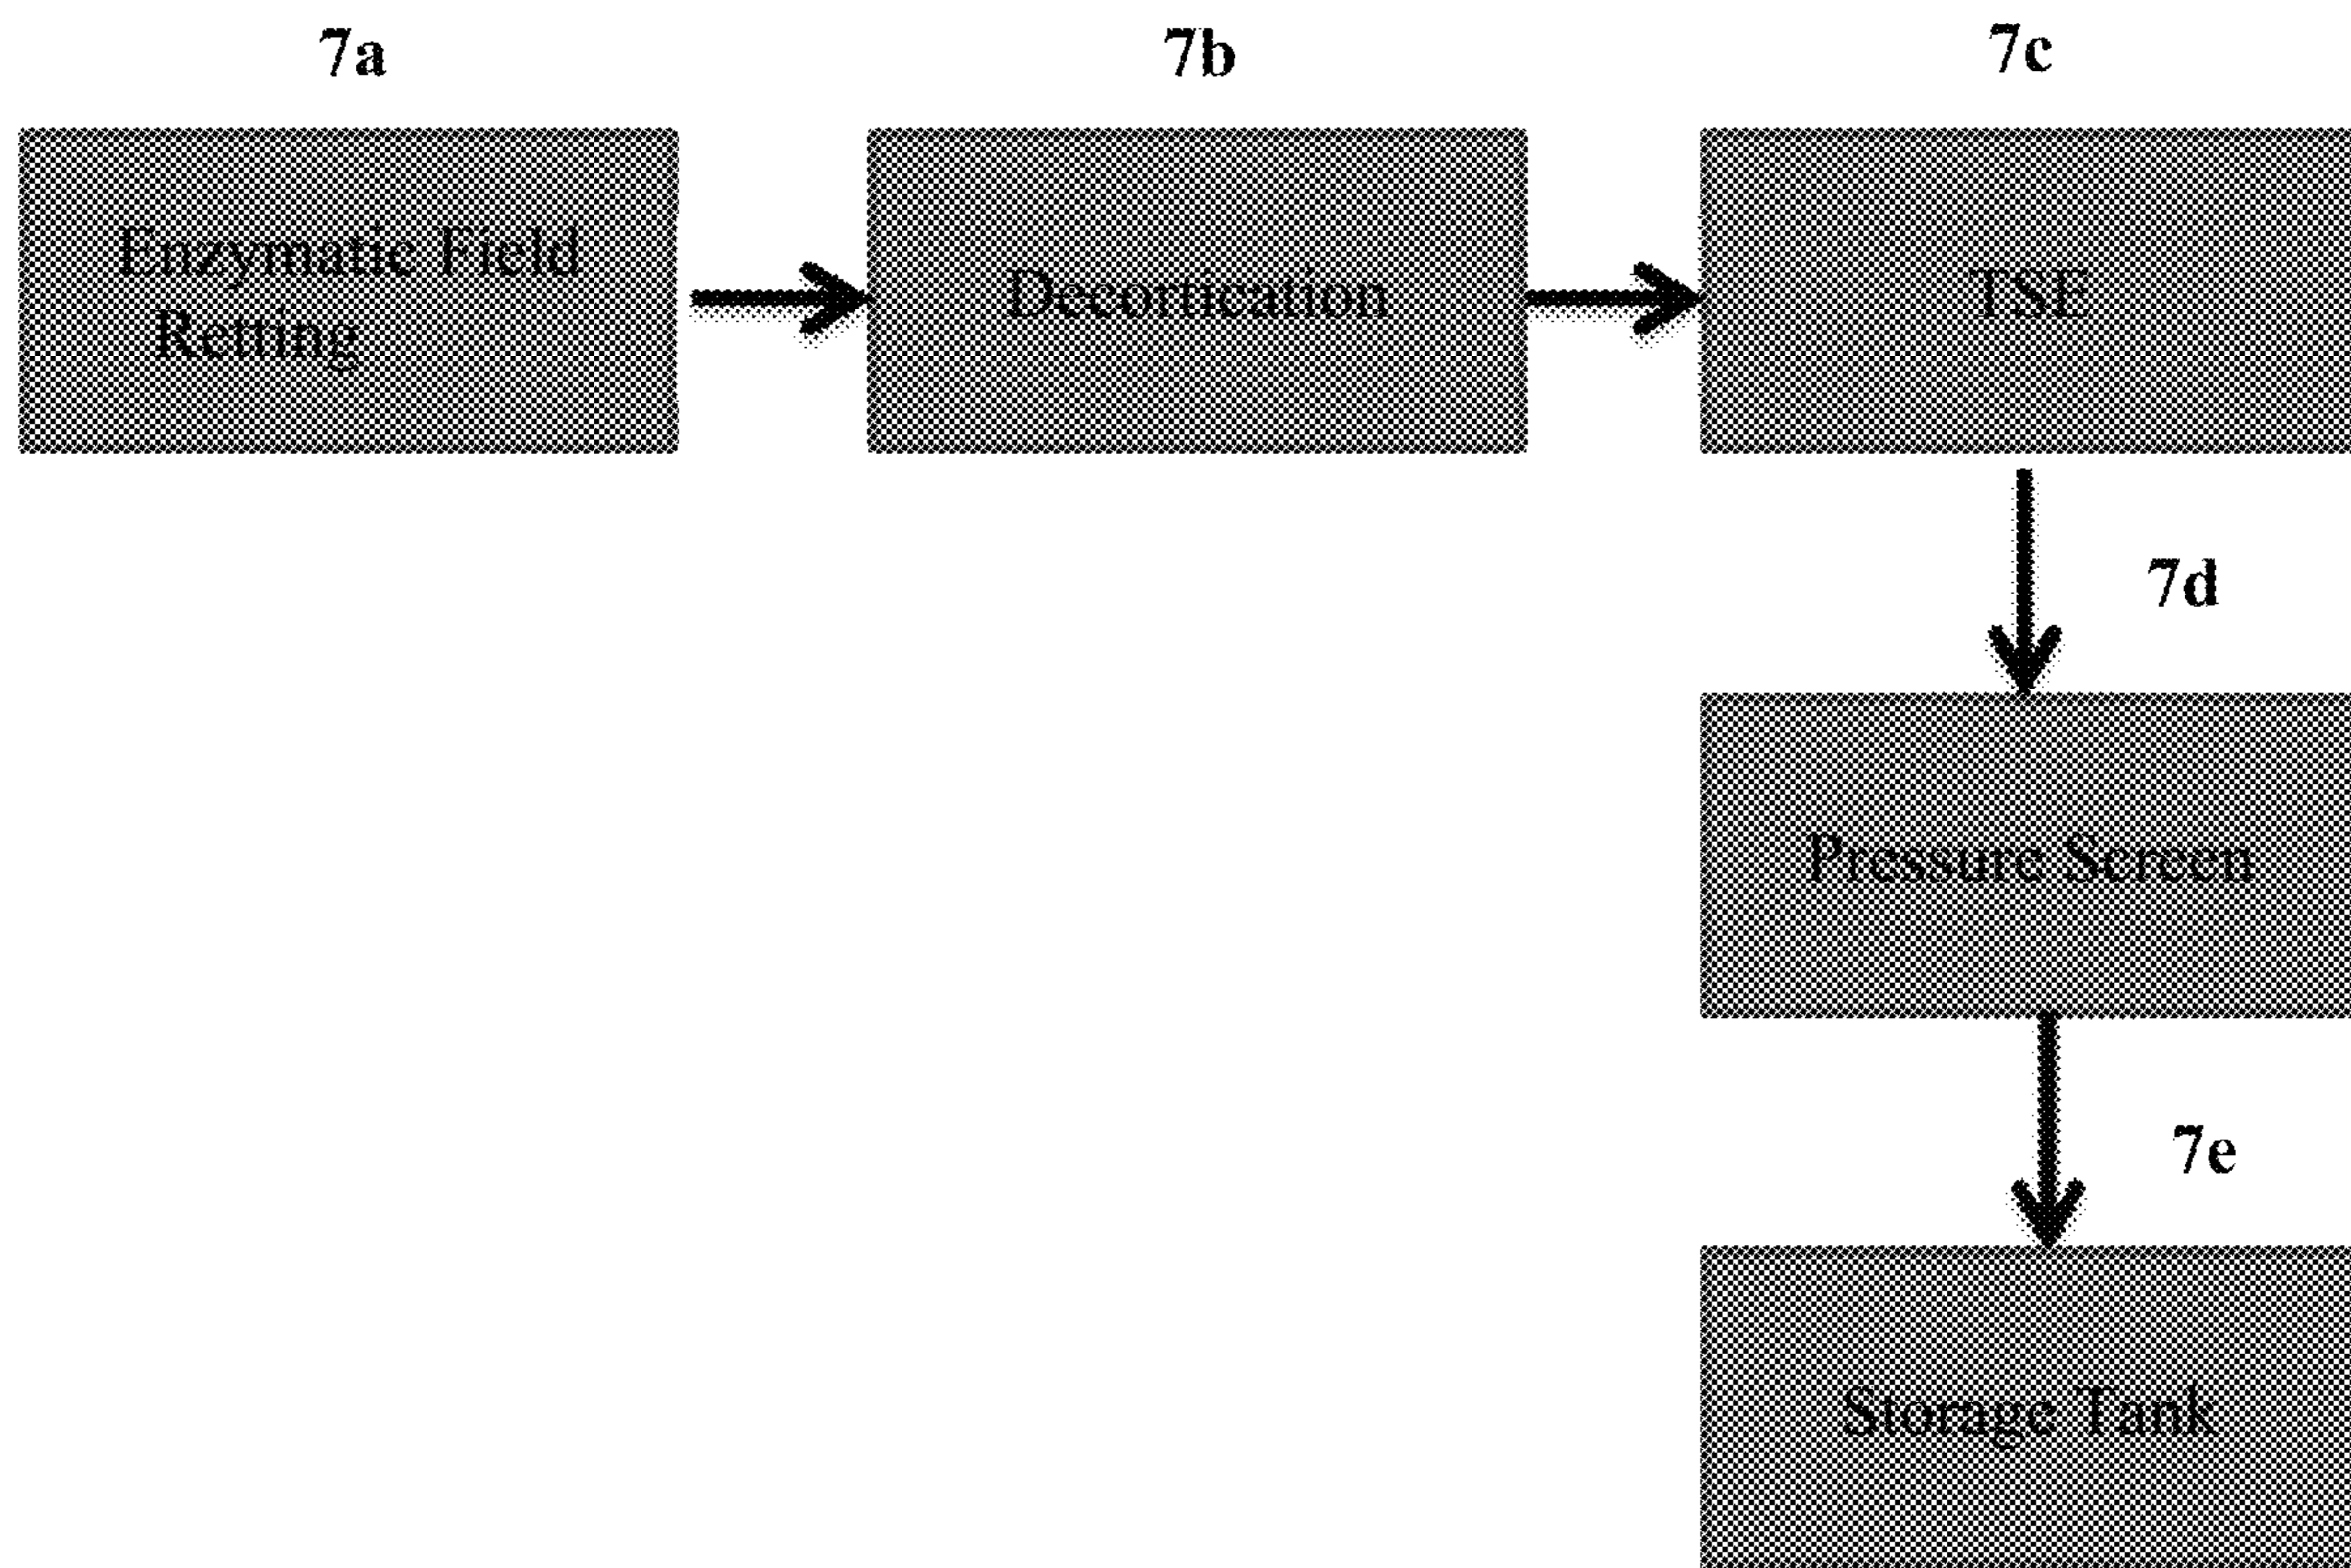 7a
7b
7c
Enzymatic Field
Retting
Decortication
TSE
7d
Pressure Screen
7e
Storage Tank